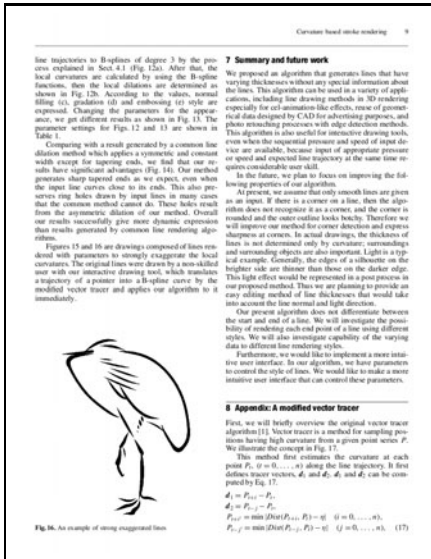 Curvature based stroke rendering 9
line trajectories to B-splines of degree 3 by the pro-
cess explained in Sect. 4.1 (Fig. 12a). After that, the
local curvatures are calculated by using the B-spline
functions, then the local dilations are determined as
shown in Fig. 12b. According to the values, normal
filling (c), gradation (d) and embossing (e) style are
expressed. Changing the parameters for the appear-
ance, we get different results as shown in Fig. 13. The
parameter settings for Figs. 12 and 13 are shown in
Table 1.
Comparing with a result generated by a common line
dilation method which applies a symmetric and constant
width except for tapering ends, we find that our re-
sults have significant advantages (Fig. 14). Our method
generates sharp tapered ends as we expect, even when
the input line curves close to its ends. This also pre-
serves ring holes drawn by input lines in many cases
that the common method cannot do. These holes result
from the asymmetric dilation of our method. Overall
our results successfully give more dynamic expression
than results generated by common line rendering algo-
rithms.
Figures 15 and 16 are drawings composed of lines ren-
dered with parameters to strongly exaggerate the local
curvatures. The original lines were drawn by a non-skilled
user with our interactive drawing tool, which translates
a trajectory of a pointer into a B-spline curve by the
modified vector tracer and applies our algorithm to it
immediately.
Fig. 16. An example of strong exaggerated lines
7 Summary and future work
We proposed an algorithm that generates lines that have
varying thicknesses without any special information about
the lines. This algorithm can be used in a variety of appli-
cations, including line drawing methods in 3D rendering
especially for cel-animation-like effects, reuse of geomet-
rical data designed by CAD for advertising purposes, and
photo retouching processes with edge detection methods.
This algorithm is also useful for interactive drawing tools,
even when the sequential pressure and speed of input de-
vice are available, because input of appropriate pressure
or speed and expected line trajectory at the same time re-
quires considerable user skill.
In the future, we plan to focus on improving the fol-
lowing properties of our algorithm.
At present, we assume that only smooth lines are given
as an input. If there is a corner on a line, then the algo-
rithm does not recognize it as a corner, and the corner is
rounded and the outer outline looks botchy. Therefore we
will improve our method for corner detection and express
sharpness at corners. In actual drawings, the thickness of
lines is not determined only by curvature; surroundings
and surrounding objects are also important. Light is a typ-
ical example. Generally, the edges of a silhouette on the
brighter side are thinner than those on the darker edge.
This light effect would be represented in a post process in
our proposed method. Thus we are planning to provide an
easy editing method of line thicknesses that would take
into account the line normal and light direction.
Our present algorithm does not differentiate between
the start and end of a line. We will investigate the possi-
bility of rendering each end point of a line using different
styles. We will also investigate capability of the varying
data to different line rendering styles.
Furthermore, we would like to implement a more intui-
tive user interface. In our algorithm, we have parameters
to control the style of lines. We would like to make a more
intuitive user interface that can control these parameters.
8 Appendix: A modified vector tracer
First, we will briefly overview the original vector tracer
algorithm [1]. Vector tracer is a method for sampling po-
sitions having high curvature from a given point series P.
We illustrate the concept in Fig. 17.
This method first estimates the curvature at each
point Pᵢ, (i = 0, . . . , n) along the line trajectory. It first
defines tracer vectors, d₁ and d₂. d₁ and d₂ can be com-
puted by Eq. 17.